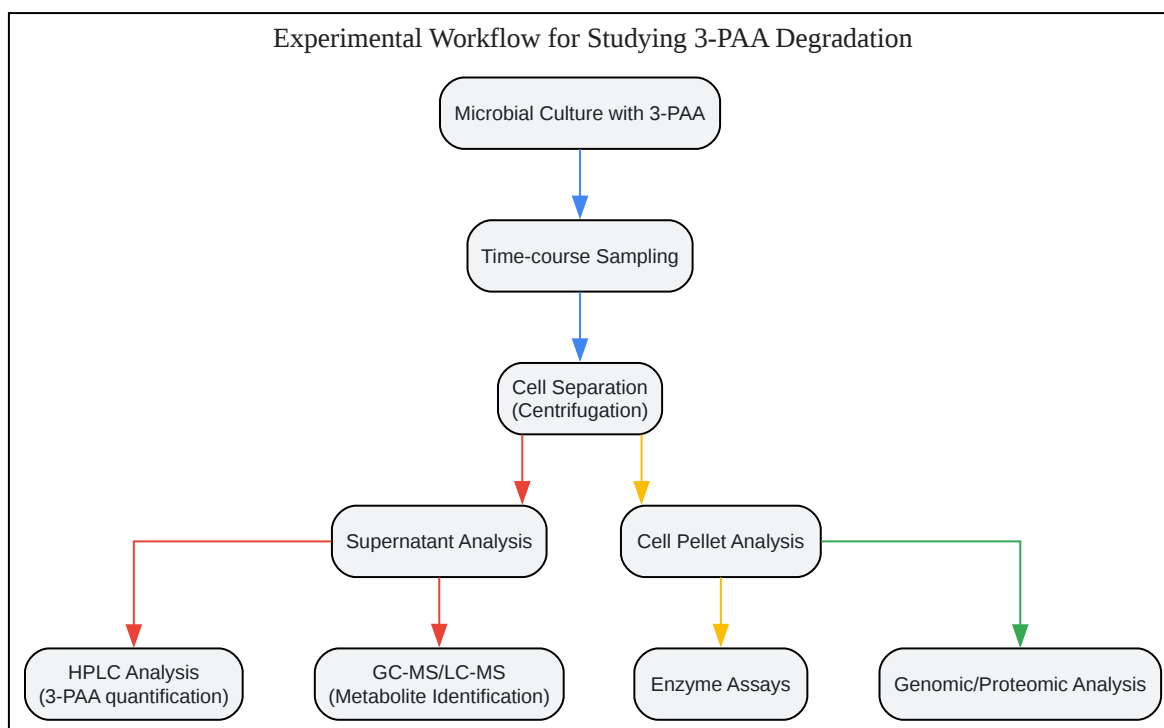 Experimental Workflow for Studying 3-PAA Degradation
Microbial Culture with 3-PAA
Time-course Sampling
Cell Separation
(Centrifugation)
Supernatant Analysis
Cell Pellet Analysis
HPLC Analysis
(3-PAA quantification)
GC-MS/LC-MS
(Metabolite Identification)
Enzyme Assays
Genomic/Proteomic Analysis